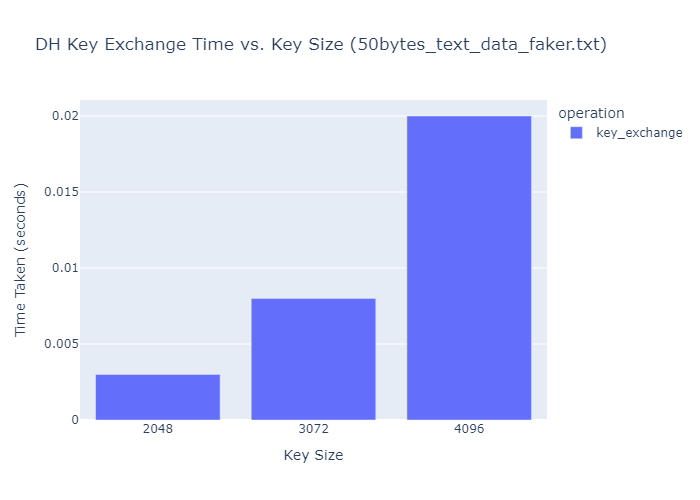 DH Key Exchange Time vs. Key Size (50bytes_text_data_faker.txt)
operation
key_exchange
Time Taken (seconds)
0.02
0.015
0.01
0.005
0
2048 3072 4096
Key Size